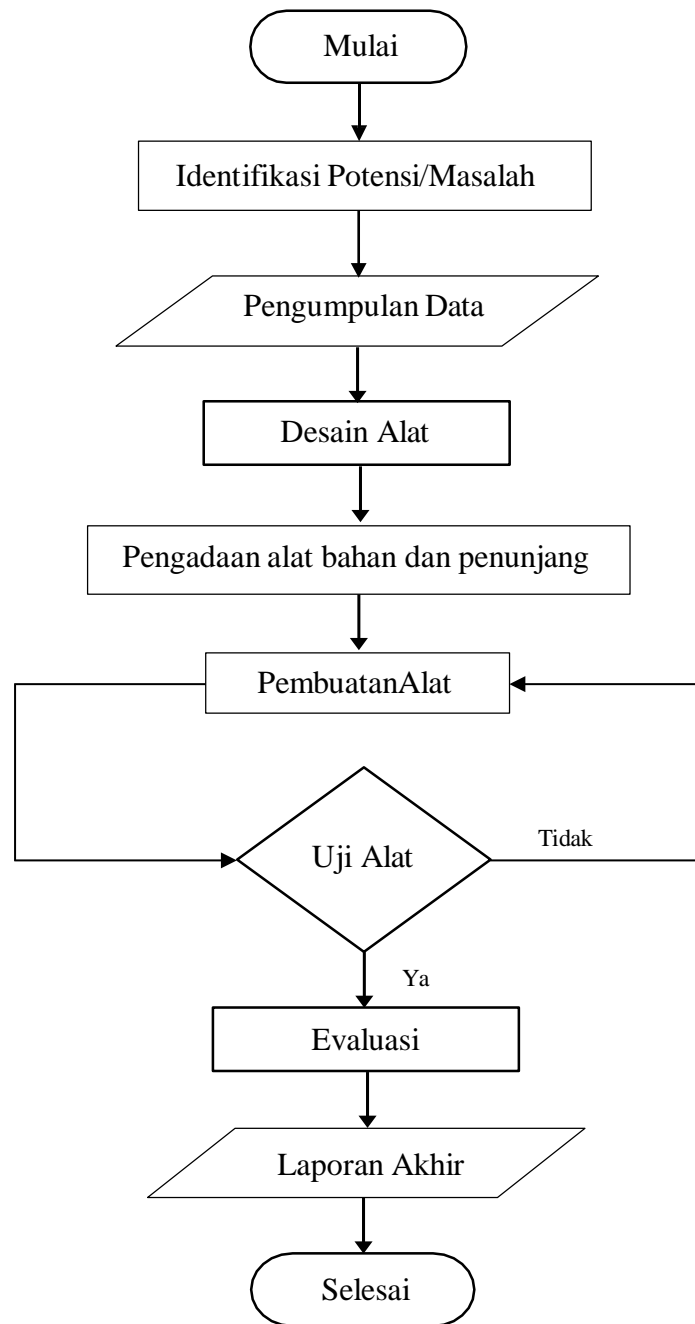 Mulai
Identifikasi Potensi/Masalah
Pengumpulan Data
Desain Alat
Pengadaan alat bahan dan penunjang
PembuatanAlat
Uji Alat
Tidak
Ya
Evaluasi
Laporan Akhir
Selesai